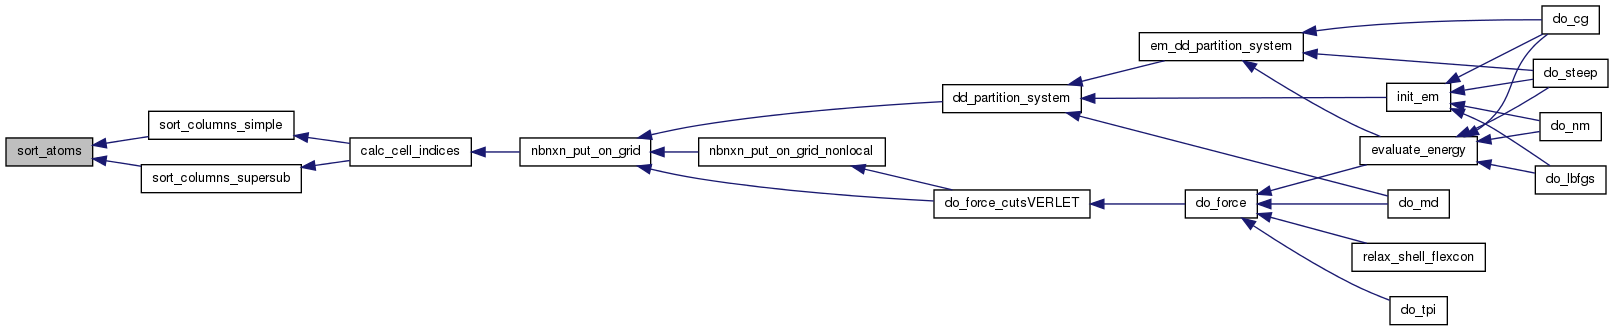 sort_atoms
sort_columns_simple
sort_columns_supersub
calc_cell_indices
nbnxn_put_on_grid
dd_partition_system
nbnxn_put_on_grid_nonlocal
do_force_cutsVERLET
em_dd_partition_system
do_force
init_em
evaluate_energy
do_md
relax_shell_flexcon
do_tpi
do_cg
do_steep
do_nm
do_lbfgs